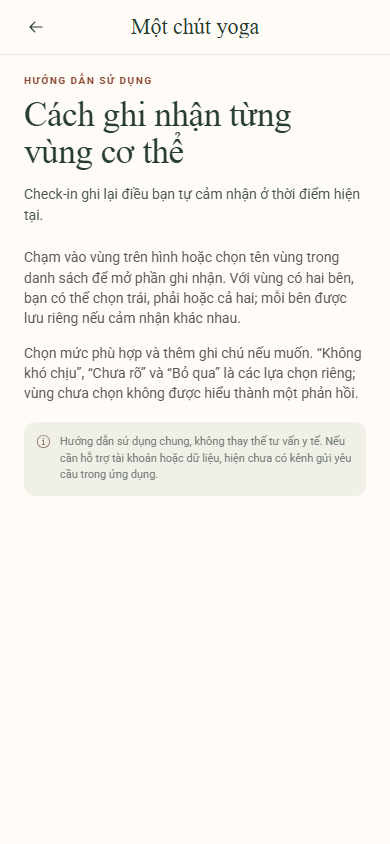 Một chút yoga
HƯỚNG DẪN SỬ DỤNG
Cách ghi nhận từng
vùng cơ thể
Check-in ghi lại điều bạn tự cảm nhận ở thời điểm hiện
tại.
Chạm vào vùng trên hình hoặc chọn tên vùng trong
danh sách để mở phần ghi nhận. Với vùng có hai bên,
bạn có thể chọn trái, phải hoặc cả hai; mỗi bên được
lưu riêng nếu cảm nhận khác nhau.
Chọn mức phù hợp và thêm ghi chú nếu muốn. “Không
khó chịu”, “Chưa rõ” và “Bỏ qua” là các lựa chọn riêng;
vùng chưa chọn không được hiểu thành một phản hồi.
Hướng dẫn sử dụng chung, không thay thế tư vấn y tế. Nếu
cần hỗ trợ tài khoản hoặc dữ liệu, hiện chưa có kênh gửi yêu
cầu trong ứng dụng.